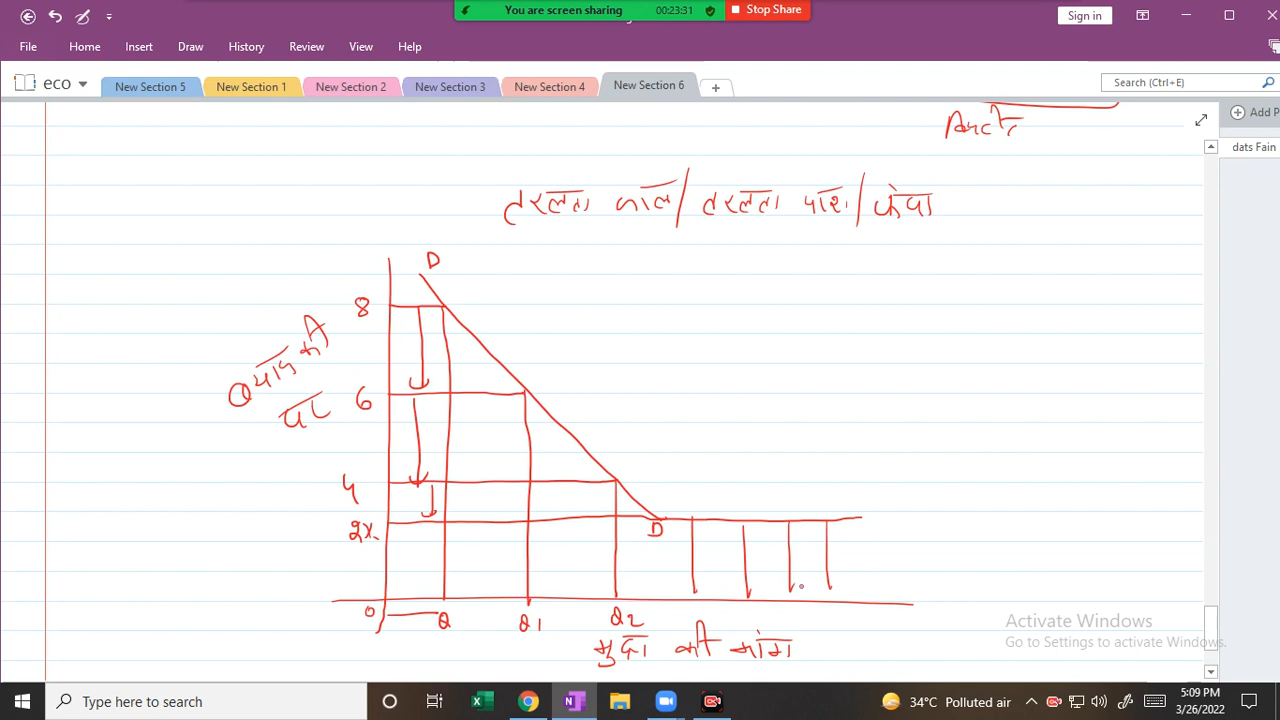 You are screen sharing 00:23:31 Stop Share
Sign in
File Home Insert Draw History Review View Help
eco New Section 5 New Section 1 New Section 2 New Section 3 New Section 4 New Section 6 Search (Ctrl+E)
Add P
dats Fain
तरलता जाल / तरलता पाश / फंदा
D
8
6
4
2%
D
ब्याज की
दर
0 Q Q1 Q2
मुद्रा की मांग
Activate Windows
Go to Settings to activate Windows.
Type here to search 34°C Polluted air 5:09 PM
3/26/2022